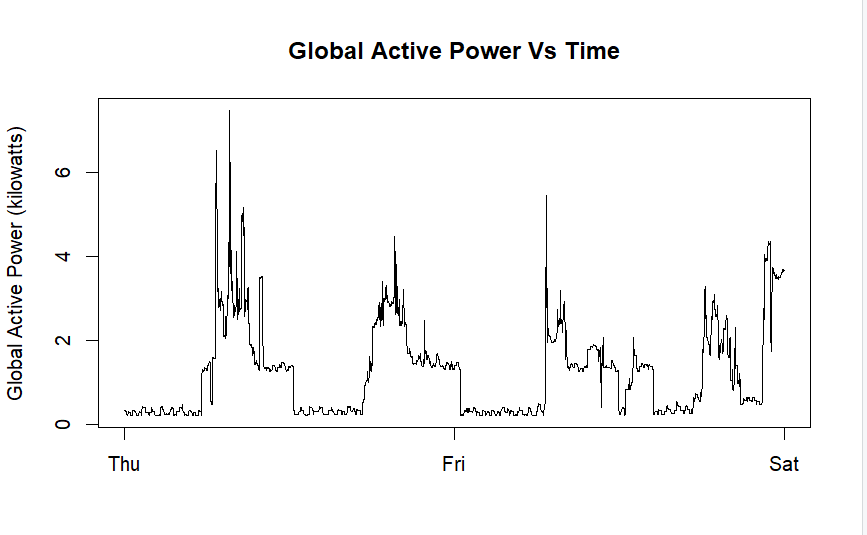 Global Active Power Vs Time
Global Active Power (kilowatts)
6
4
2
0
Thu
Fri
Sat